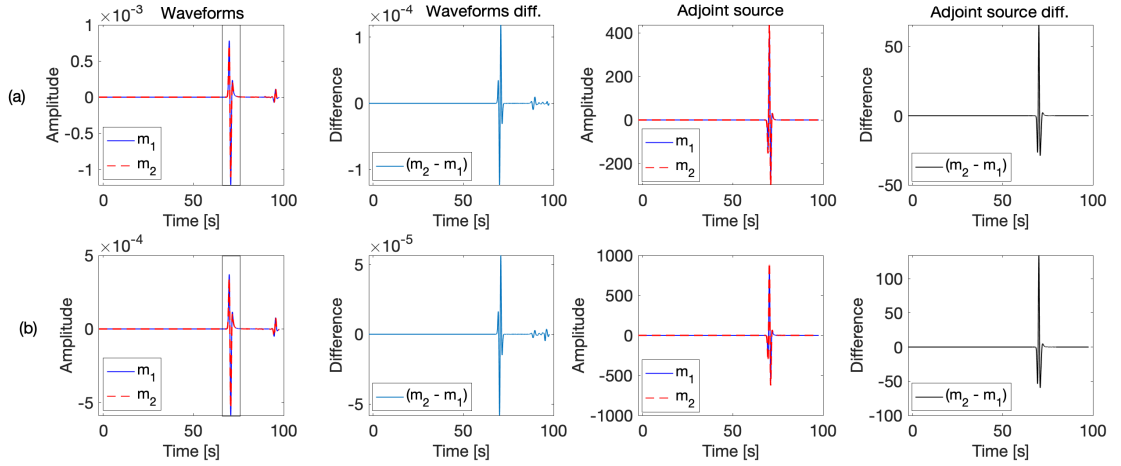 Waveforms
Waveforms diff.
Adjoint source
Adjoint source diff.
(a)
×10⁻³
1
0.5
0
-0.5
-1
Amplitude
m₁
m₂
0
50
100
Time [s]
×10⁻⁴
1
0
-1
Difference
(m₂ - m₁)
0
50
100
Time [s]
400
200
0
-200
Amplitude
m₁
m₂
0
50
100
Time [s]
50
0
-50
Difference
(m₂ - m₁)
0
50
100
Time [s]
(b)
×10⁻⁴
5
0
-5
Amplitude
m₁
m₂
0
50
100
Time [s]
×10⁻⁵
5
0
-5
Difference
(m₂ - m₁)
0
50
100
Time [s]
1000
500
0
-500
-1000
Amplitude
m₁
m₂
0
50
100
Time [s]
100
50
0
-50
-100
Difference
(m₂ - m₁)
0
50
100
Time [s]